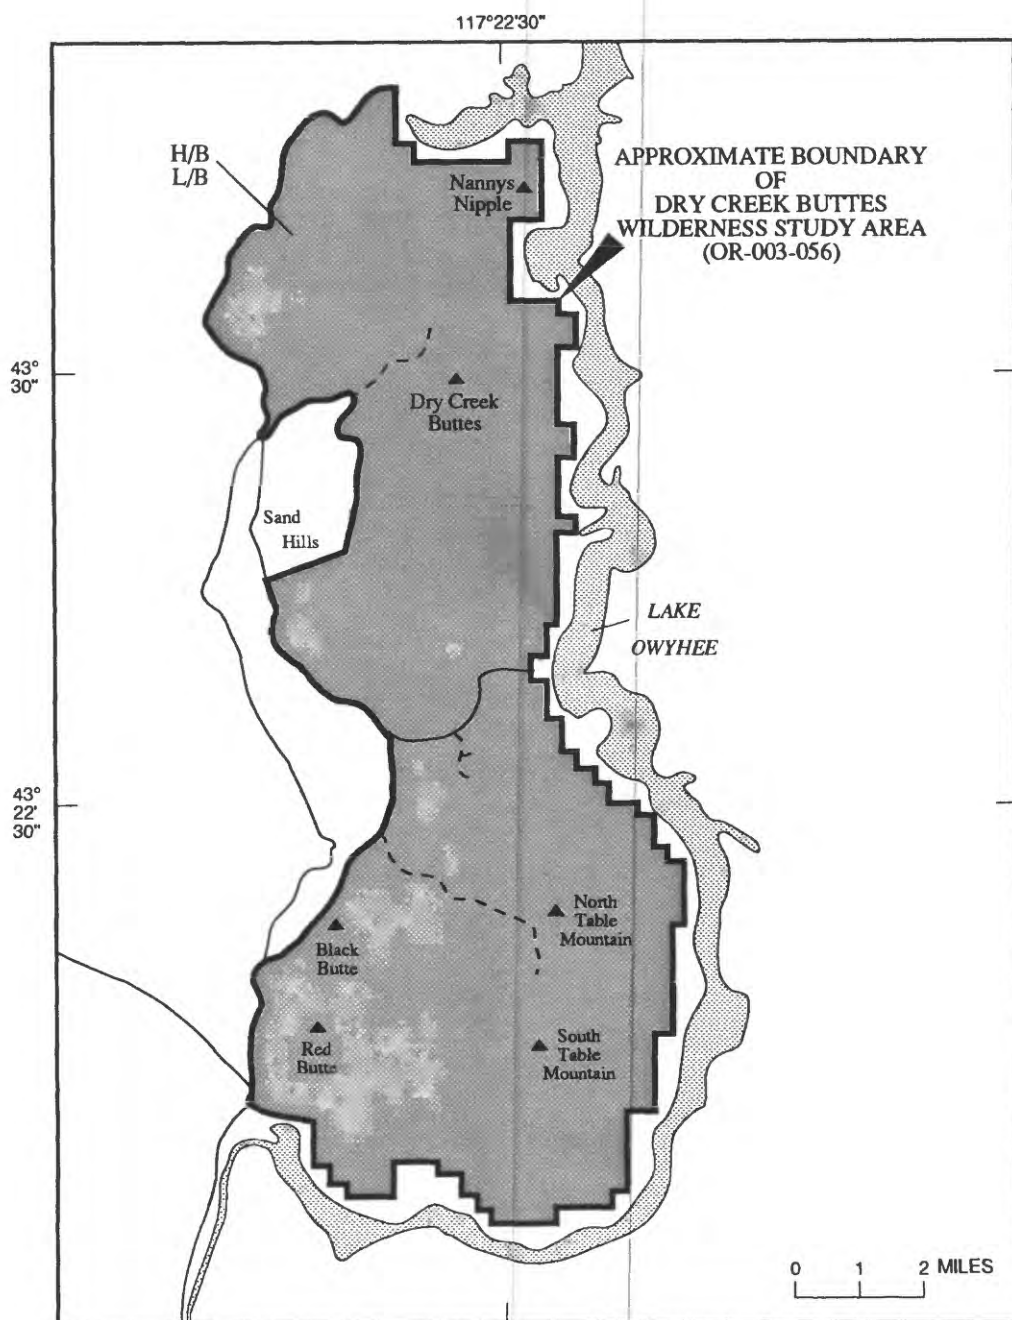 117°22'30"
H/B
L/B
Nannys
Nipple
APPROXIMATE BOUNDARY
OF
DRY CREEK BUTTES
WILDERNESS STUDY AREA
(OR-003-056)
43°
30"
Dry Creek
Buttes
Sand
Hills
LAKE
OWYHEE
43°
22'
30"
North
Table
Mountain
Black
Butte
South
Table
Mountain
Red
Butte
0 1 2 MILES